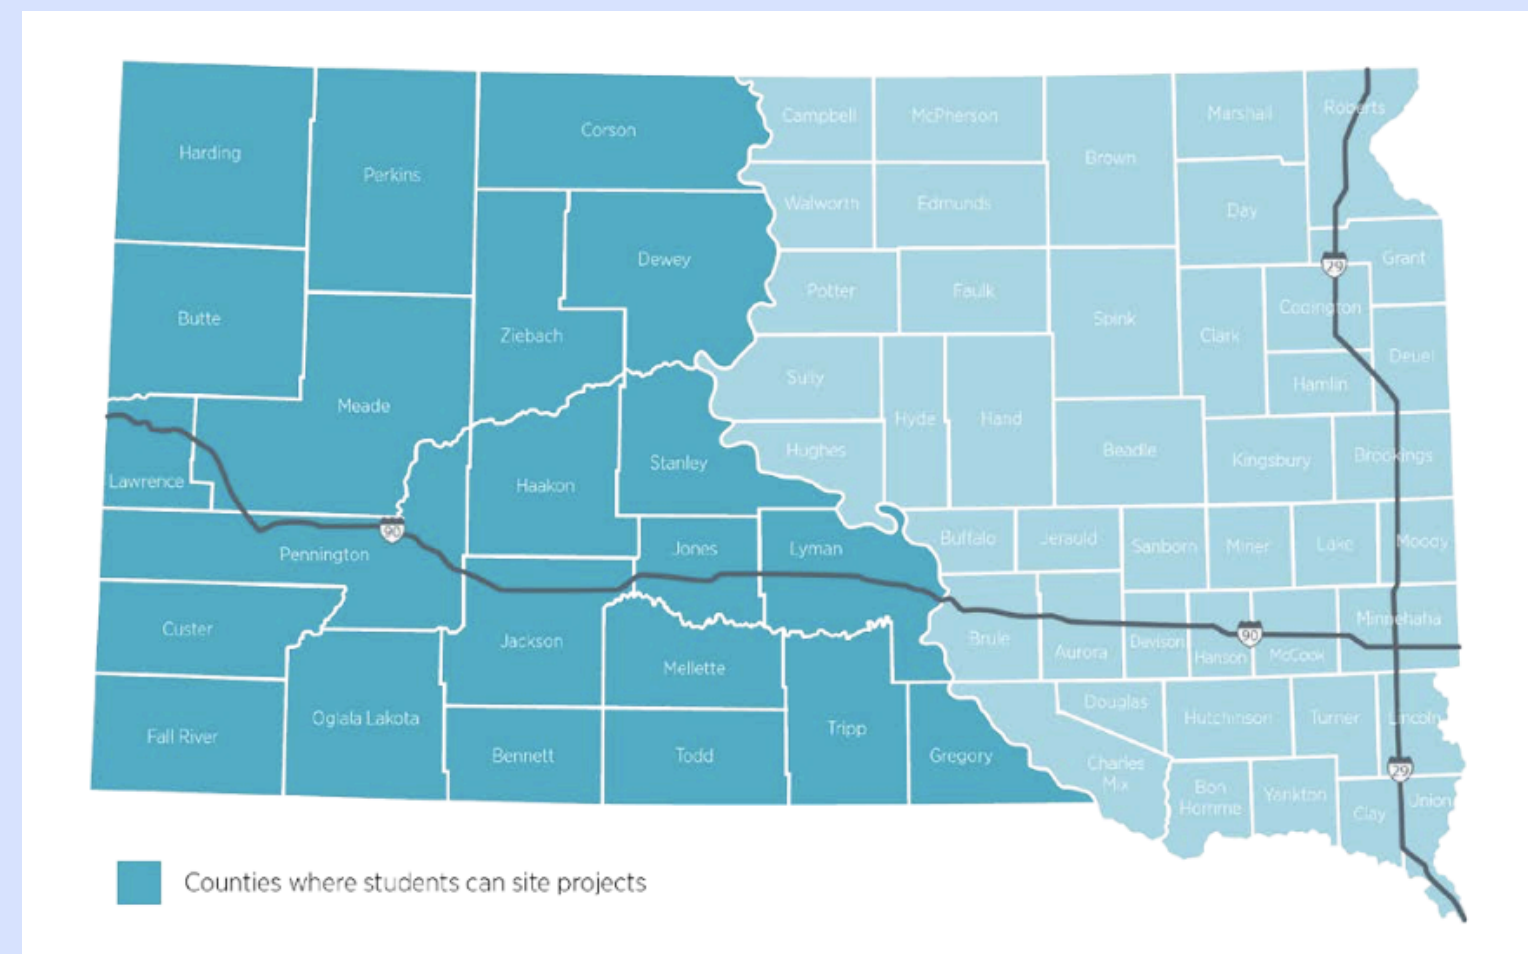 Campbell
McPherson
Marshall
Roberts
Corson
Harding
Perkins
Brown
Walworth
Edmunds
Day
Dewey
Grant
29
Potter
Faulk
Butte
Ziebach
Spink
Clark
Codington
Deuel
Sully
Hamlin
Meade
Hyde
Hand
Hughes
Beadle
Kingsbury
Brookings
Stanley
Lawrence
Haakon
90
Pennington
Jones
Lyman
Buffalo
Jerauld
Sanborn
Miner
Lake
Moody
Custer
Jackson
Mellette
Brule
Aurora
Davison
Hanson
90
McCook
Minnehaha
Fall River
Oglala Lakota
Bennett
Todd
Tripp
Gregory
Douglas
Charles
Mix
Hutchinson
Turner
Lincoln
29
Bon
Homme
Yankton
Clay
Union
Counties where students can site projects